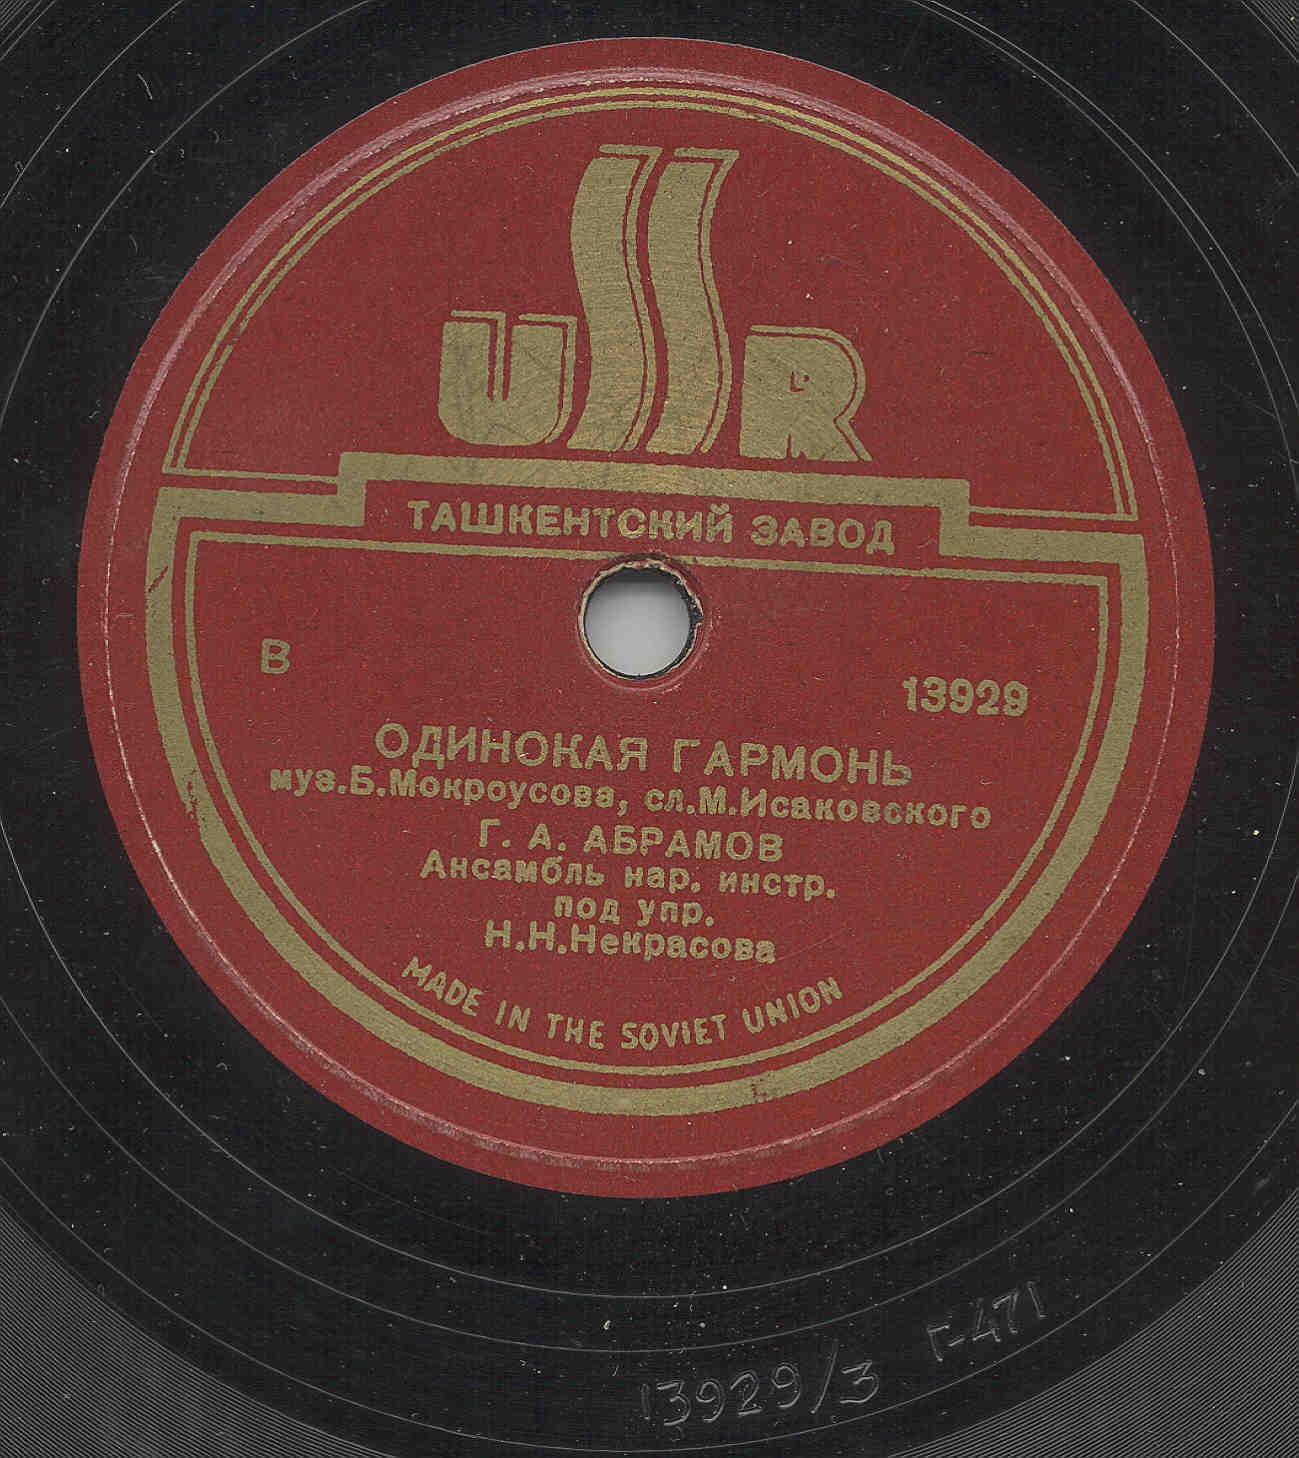 USSR
ТАШКЕНТСКИЙ ЗАВОД
В
13929
ОДИНОКАЯ ГАРМОНЬ
муз.Б.Мокроусова, сл.М.Исаковского
Г. А. АБРАМОВ
Ансамбль нар. инстр.
под упр.
Н.Н.Некрасова
MADE IN THE SOVIET UNION
13929/3 Г-471